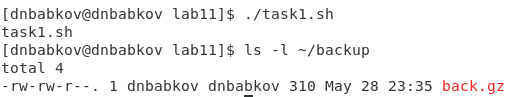 [dnbabkov@dnbabkov lab11]$ ./task1.sh
task1.sh
[dnbabkov@dnbabkov lab11]$ ls -l ~/backup
total 4
-rw-rw-r--. 1 dnbabkov dnbabkov 310 May 28 23:35 back.gz